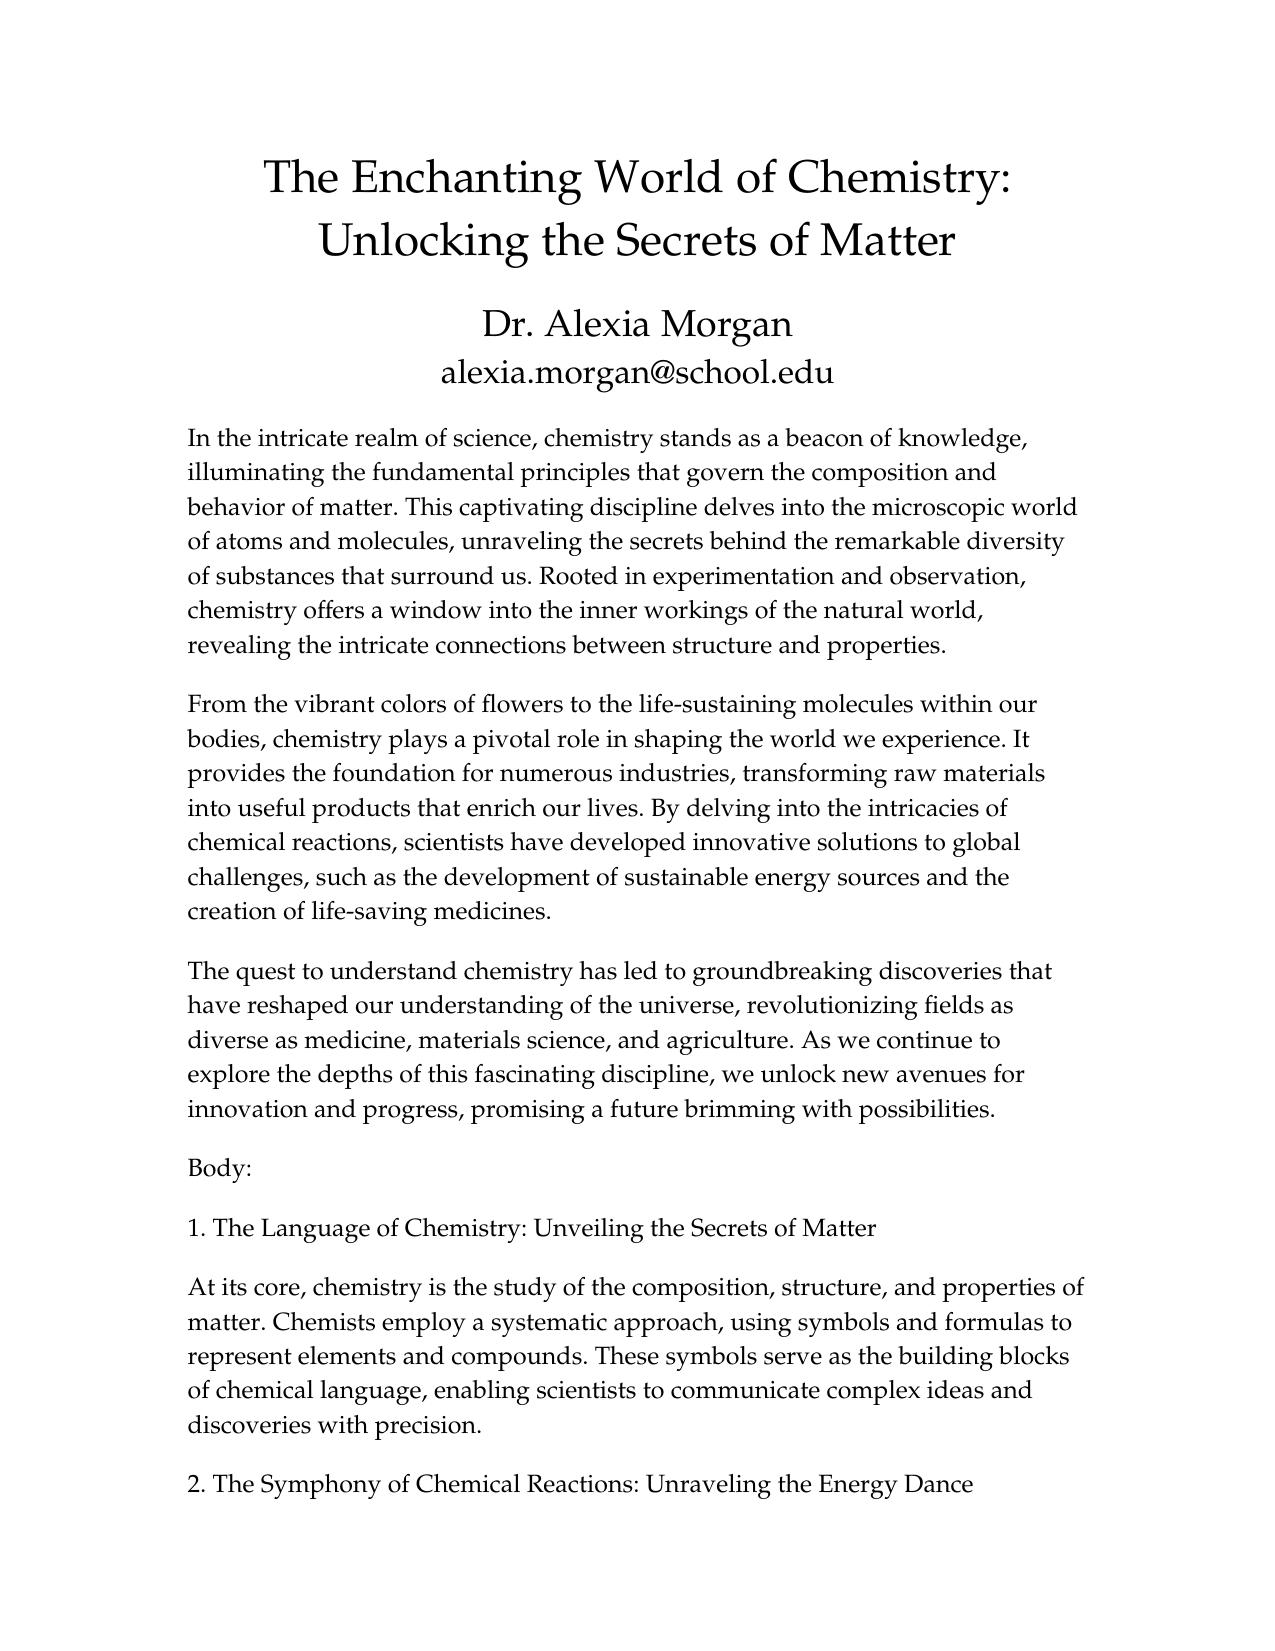 The Enchanting World of Chemistry:
Unlocking the Secrets of Matter
Dr. Alexia Morgan
alexia.morgan@school.edu
In the intricate realm of science, chemistry stands as a beacon of knowledge,
illuminating the fundamental principles that govern the composition and
behavior of matter. This captivating discipline delves into the microscopic world
of atoms and molecules, unraveling the secrets behind the remarkable diversity
of substances that surround us. Rooted in experimentation and observation,
chemistry offers a window into the inner workings of the natural world,
revealing the intricate connections between structure and properties.
From the vibrant colors of flowers to the life-sustaining molecules within our
bodies, chemistry plays a pivotal role in shaping the world we experience. It
provides the foundation for numerous industries, transforming raw materials
into useful products that enrich our lives. By delving into the intricacies of
chemical reactions, scientists have developed innovative solutions to global
challenges, such as the development of sustainable energy sources and the
creation of life-saving medicines.
The quest to understand chemistry has led to groundbreaking discoveries that
have reshaped our understanding of the universe, revolutionizing fields as
diverse as medicine, materials science, and agriculture. As we continue to
explore the depths of this fascinating discipline, we unlock new avenues for
innovation and progress, promising a future brimming with possibilities.
Body:
1. The Language of Chemistry: Unveiling the Secrets of Matter
At its core, chemistry is the study of the composition, structure, and properties of
matter. Chemists employ a systematic approach, using symbols and formulas to
represent elements and compounds. These symbols serve as the building blocks
of chemical language, enabling scientists to communicate complex ideas and
discoveries with precision.
2. The Symphony of Chemical Reactions: Unraveling the Energy Dance